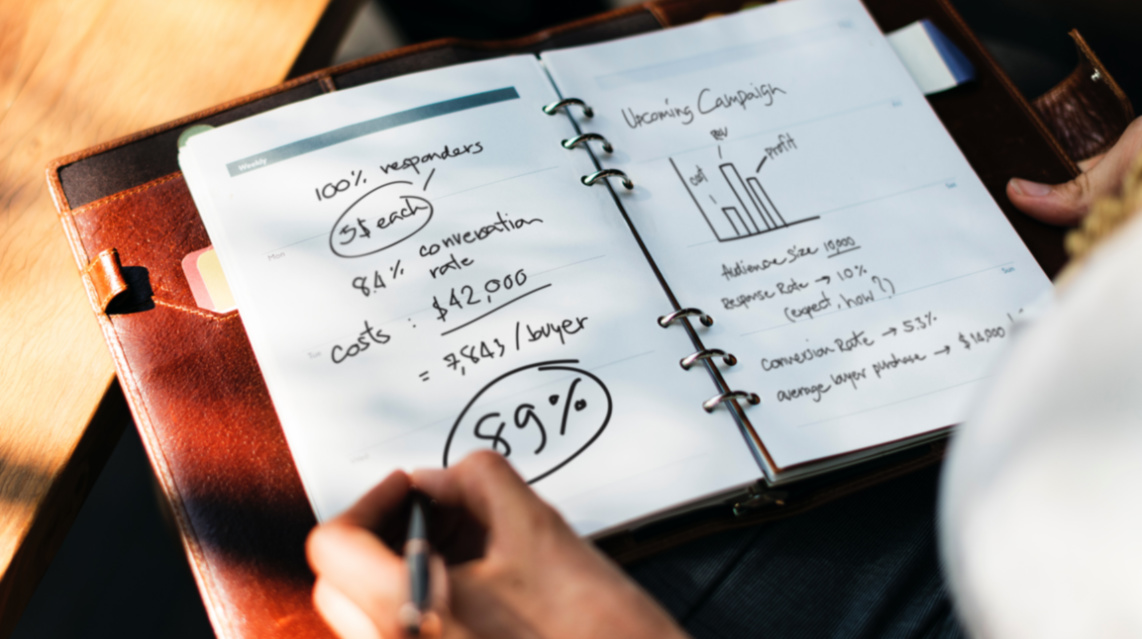 Weekly
100% responders
5$ each
84% conversation
rate
costs : $42,000
= 7,843 / buyer
89%
Mon
Upcoming Campaign
cost
rev
profit
Audience size 10,000
Response Rate → 10%
(expect, how?)
Conversion Rate → 5.3%
average buyer purchase → $14,000
Sun